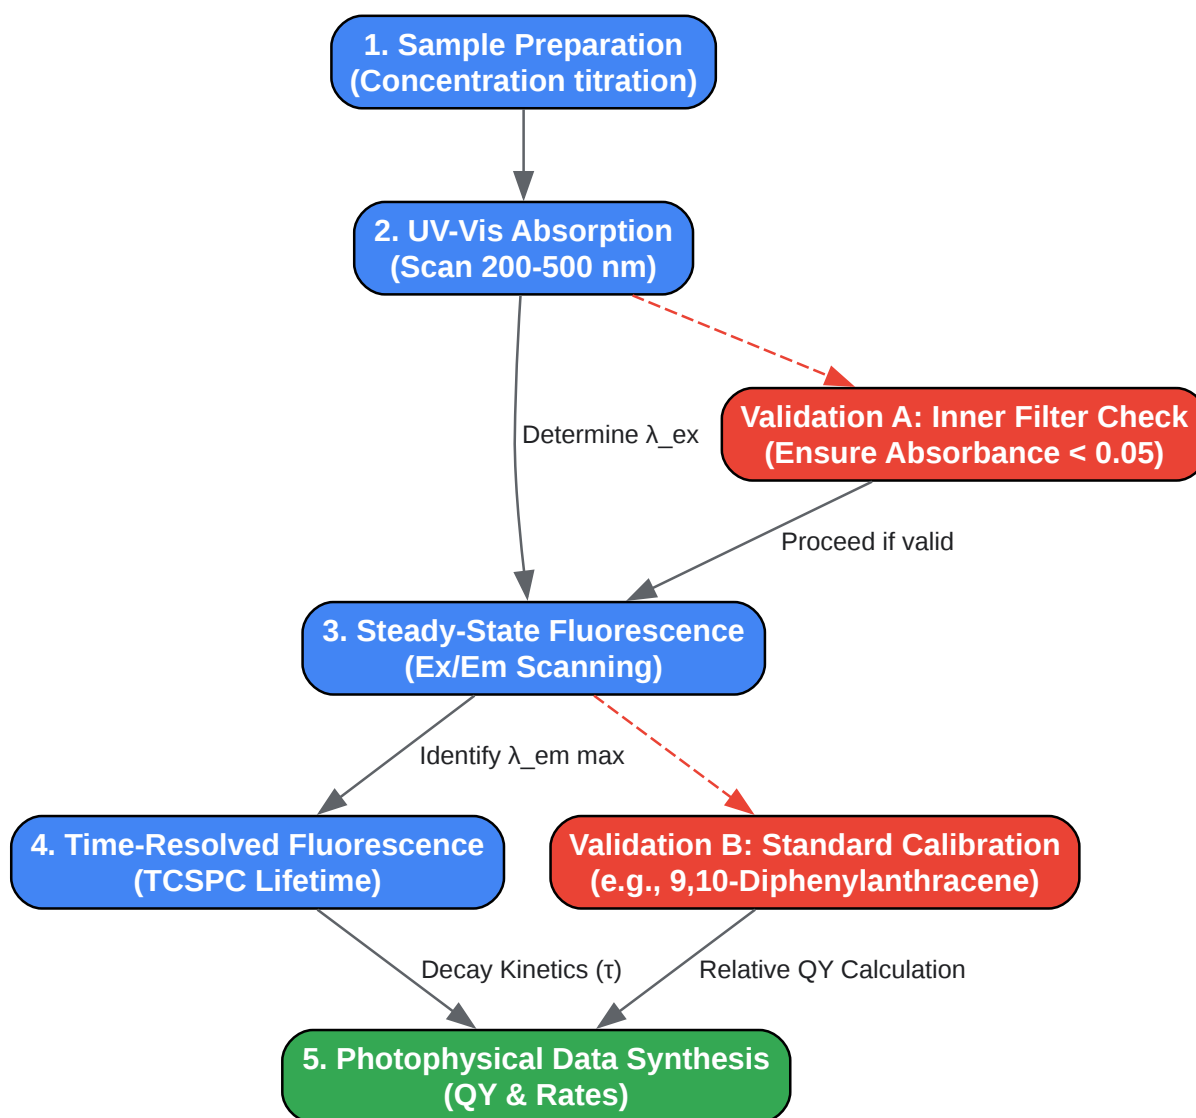 1. Sample Preparation
(Concentration titration)
2. UV-Vis Absorption
(Scan 200-500 nm)
Determine λ_ex
Validation A: Inner Filter Check
(Ensure Absorbance < 0.05)
Proceed if valid
3. Steady-State Fluorescence
(Ex/Em Scanning)
Identify λ_em max
4. Time-Resolved Fluorescence
(TCSPC Lifetime)
Validation B: Standard Calibration
(e.g., 9,10-Diphenylanthracene)
Decay Kinetics (τ)
Relative QY Calculation
5. Photophysical Data Synthesis
(QY & Rates)